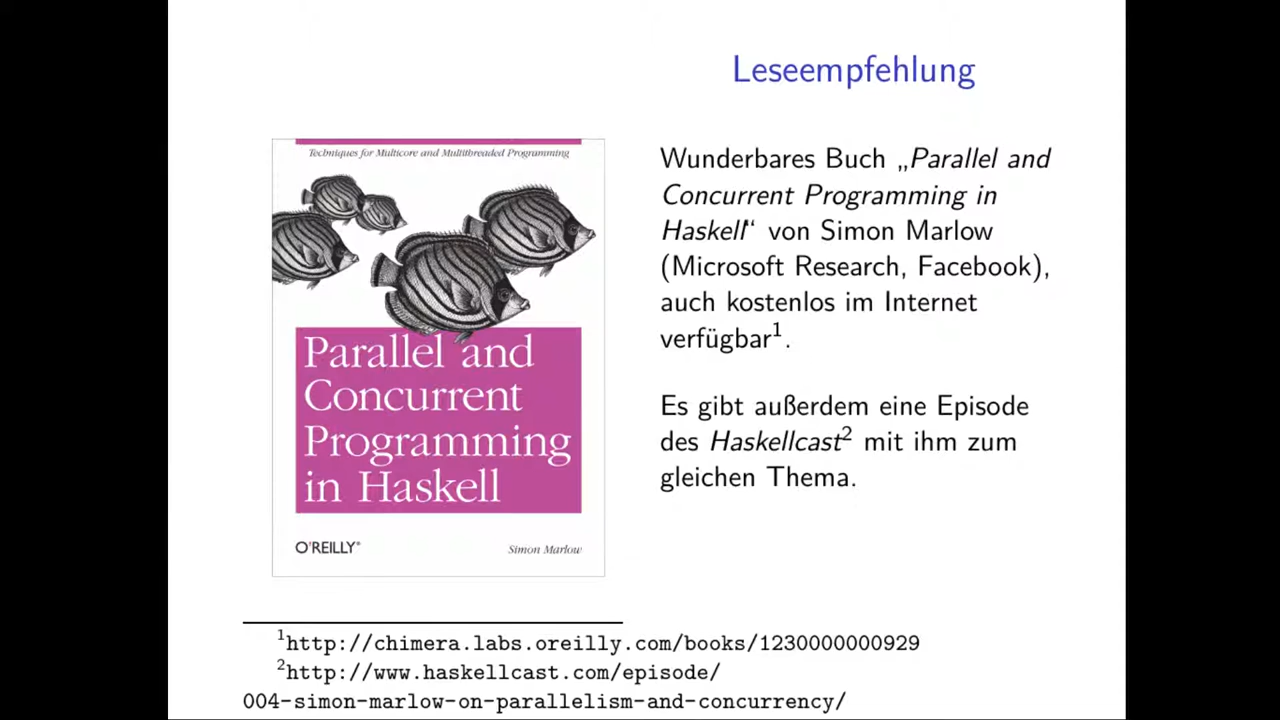 Leseempfehlung
Techniques for Multicore and Multithreaded Programming
Parallel and
Concurrent
Programming
in Haskell
O'REILLY®
Simon Marlow
Wunderbares Buch „Parallel and
Concurrent Programming in
Haskell“ von Simon Marlow
(Microsoft Research, Facebook),
auch kostenlos im Internet
verfügbar¹.
Es gibt außerdem eine Episode
des Haskellcast² mit ihm zum
gleichen Thema.
¹http://chimera.labs.oreilly.com/books/1230000000929
²http://www.haskellcast.com/episode/
004-simon-marlow-on-parallelism-and-concurrency/